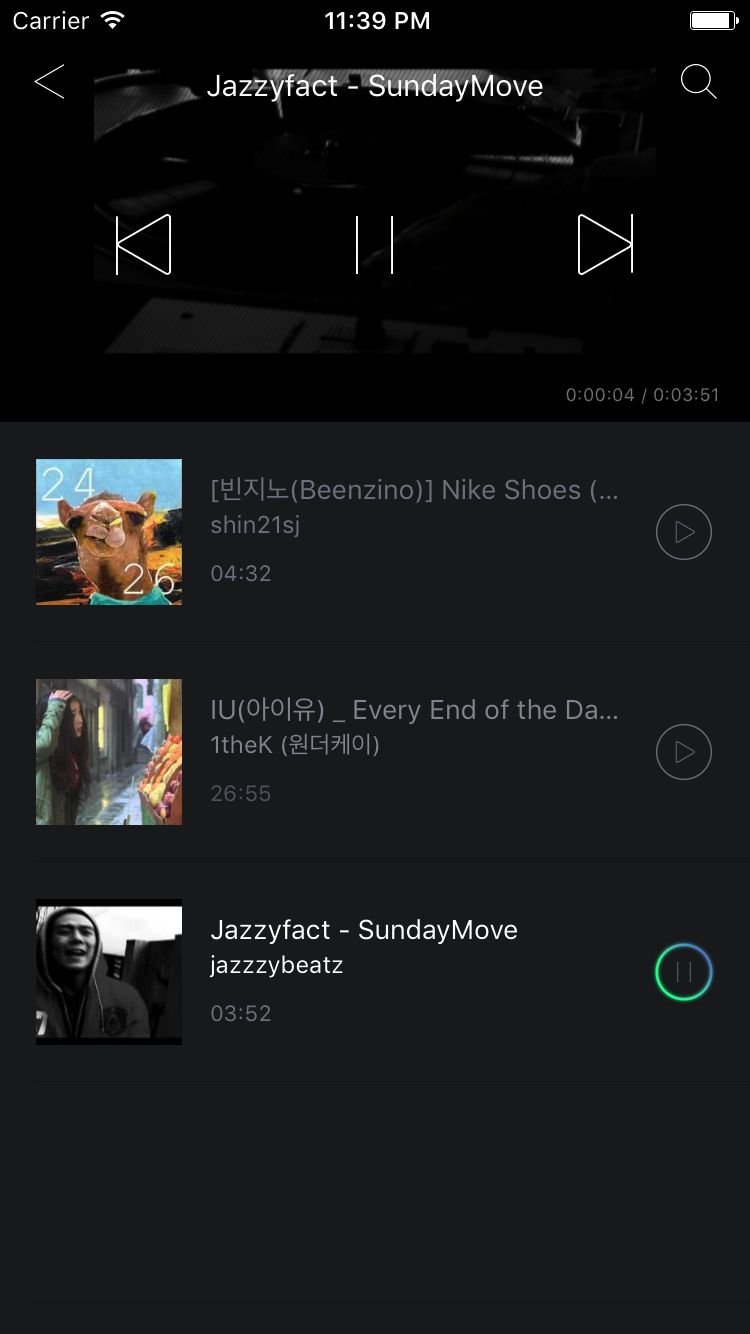 Carrier 11:39 PM
Jazzyfact - SundayMove
0:00:04 / 0:03:51
24
26
[빈지노(Beenzino)] Nike Shoes (...
shin21sj
04:32
IU(아이유) _ Every End of the Da...
1theK (원더케이)
26:55
Jazzyfact - SundayMove
jazzzybeatz
03:52